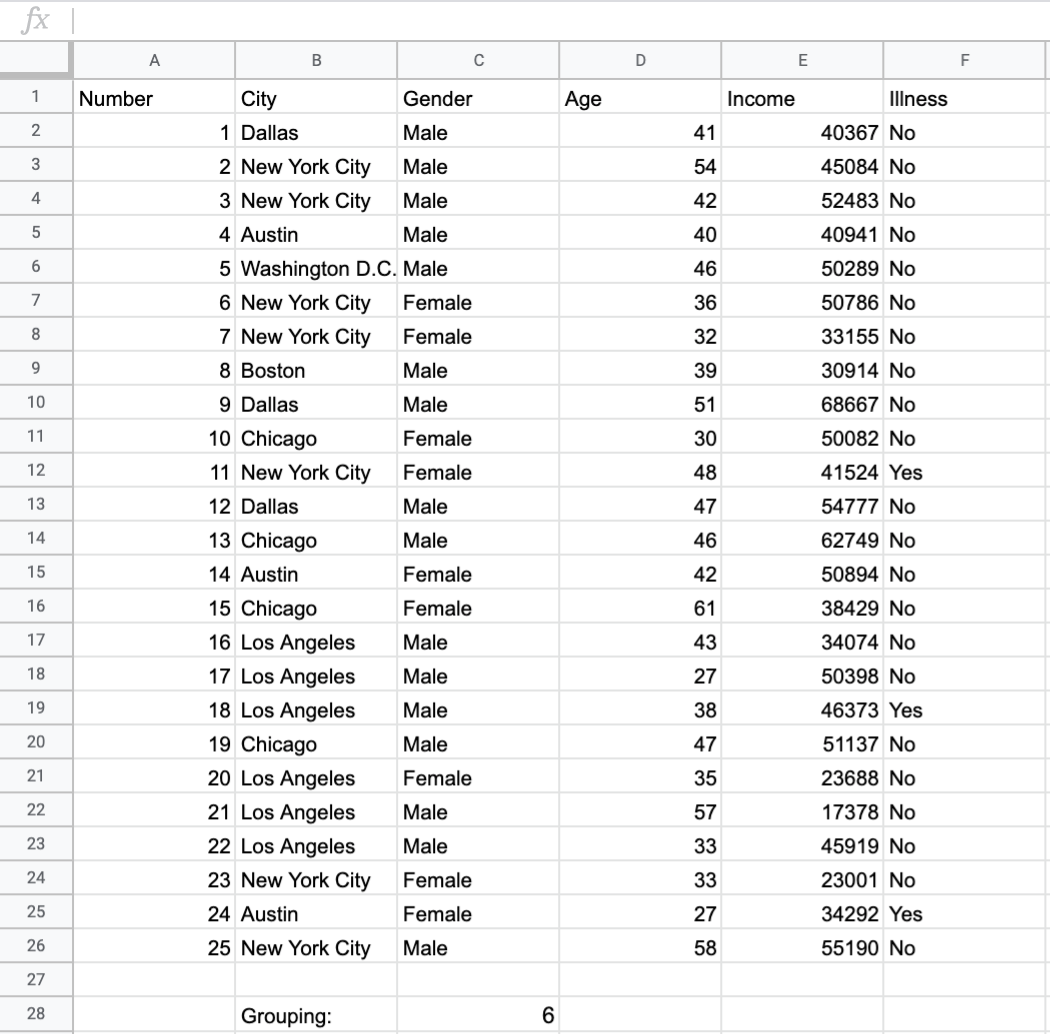 fx
A B C D E F
1 Number City Gender Age Income Illness
2 1 Dallas Male 41 40367 No
3 2 New York City Male 54 45084 No
4 3 New York City Male 42 52483 No
5 4 Austin Male 40 40941 No
6 5 Washington D.C. Male 46 50289 No
7 6 New York City Female 36 50786 No
8 7 New York City Female 32 33155 No
9 8 Boston Male 39 30914 No
10 9 Dallas Male 51 68667 No
11 10 Chicago Female 30 50082 No
12 11 New York City Female 48 41524 Yes
13 12 Dallas Male 47 54777 No
14 13 Chicago Male 46 62749 No
15 14 Austin Female 42 50894 No
16 15 Chicago Female 61 38429 No
17 16 Los Angeles Male 43 34074 No
18 17 Los Angeles Male 27 50398 No
19 18 Los Angeles Male 38 46373 Yes
20 19 Chicago Male 47 51137 No
21 20 Los Angeles Female 35 23688 No
22 21 Los Angeles Male 57 17378 No
23 22 Los Angeles Male 33 45919 No
24 23 New York City Female 33 23001 No
25 24 Austin Female 27 34292 Yes
26 25 New York City Male 58 55190 No
27
28 Grouping: 6